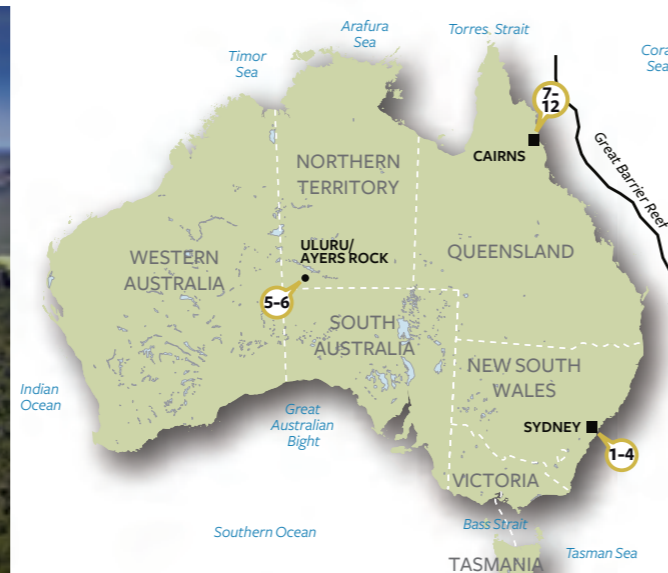 Arafura
Sea
Torres Strait
Timor
Sea
Sea
7-
12
CAIRNS
Great Barrier Reef
NORTHERN
TERRITORY
ULURU/
AYERS ROCK
WESTERN
AUSTRALIA
QUEENSLAND
5-6
SOUTH
AUSTRALIA
NEW SOUTH
WALES
Indian
Ocean
Great
Australian
Bight
SYDNEY
1-4
VICTORIA
Southern Ocean
Bass Strait
Tasman Sea
TASMANIA